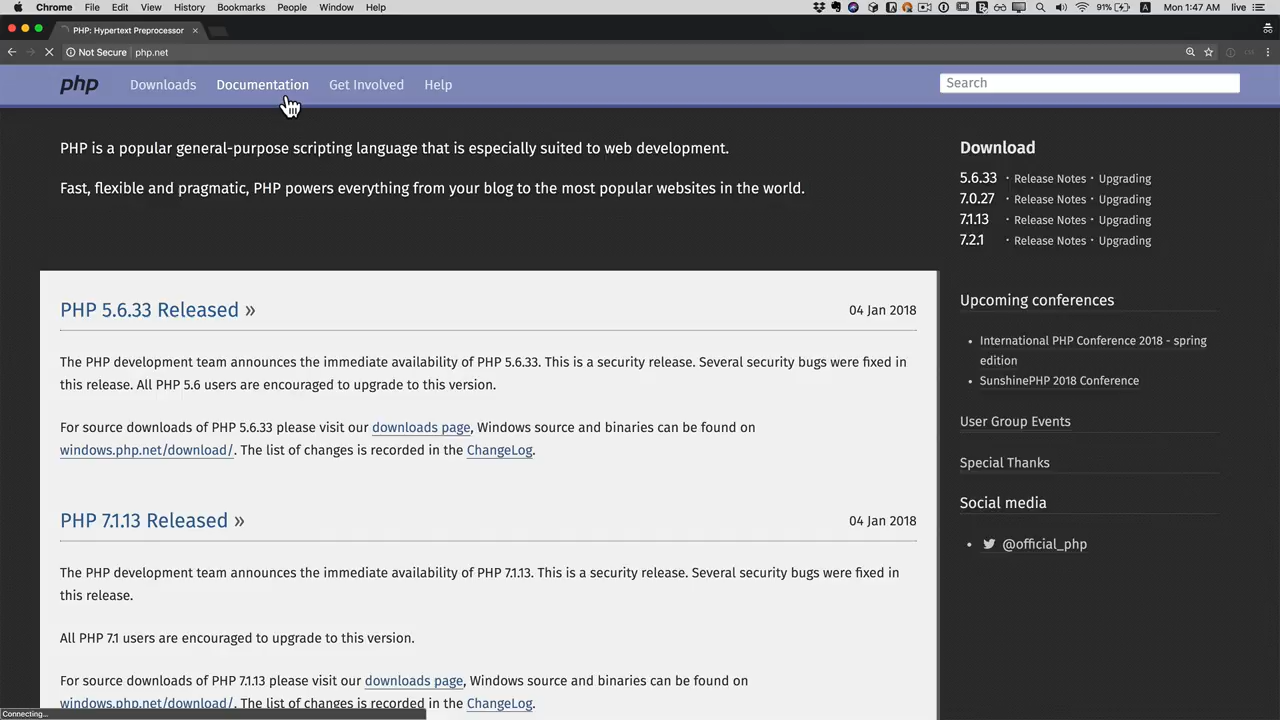 Chrome File Edit View History Bookmarks People Window Help 91% Mon 1:47 AM live
PHP: Hypertext Preprocessor
Not Secure php.net
php Downloads Documentation Get Involved Help Search
PHP is a popular general-purpose scripting language that is especially suited to web development.
Fast, flexible and pragmatic, PHP powers everything from your blog to the most popular websites in the world.
Download
5.6.33 · Release Notes · Upgrading
7.0.27 · Release Notes · Upgrading
7.1.13 · Release Notes · Upgrading
7.2.1 · Release Notes · Upgrading
PHP 5.6.33 Released » 04 Jan 2018
The PHP development team announces the immediate availability of PHP 5.6.33. This is a security release. Several security bugs were fixed in
this release. All PHP 5.6 users are encouraged to upgrade to this version.
For source downloads of PHP 5.6.33 please visit our downloads page, Windows source and binaries can be found on
windows.php.net/download/. The list of changes is recorded in the ChangeLog.
PHP 7.1.13 Released » 04 Jan 2018
The PHP development team announces the immediate availability of PHP 7.1.13. This is a security release. Several security bugs were fixed in
this release.
All PHP 7.1 users are encouraged to upgrade to this version.
For source downloads of PHP 7.1.13 please visit our downloads page, Windows source and binaries can be found on
windows.php.net/download/. The list of changes is recorded in the ChangeLog.
Upcoming conferences
International PHP Conference 2018 - spring
edition
SunshinePHP 2018 Conference
User Group Events
Special Thanks
Social media
@official_php
Connecting...